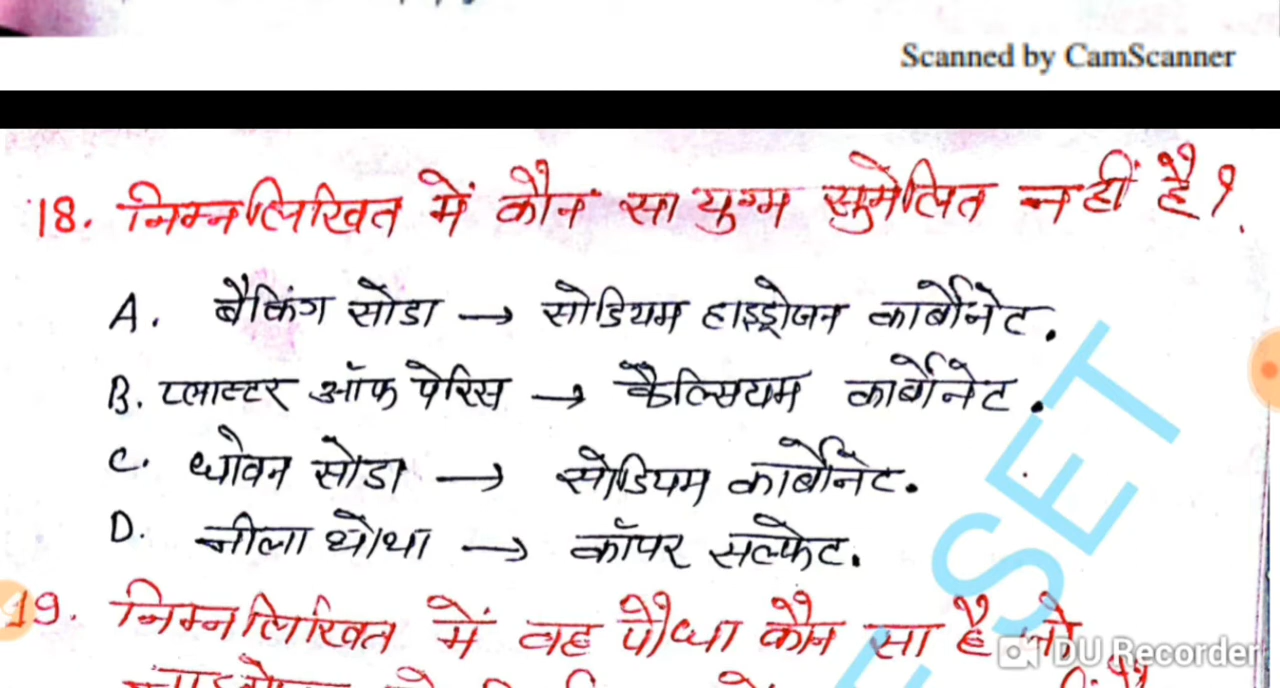 Scanned by CamScanner
18. निम्नलिखित में कौन सा युग्म सुमेलित नहीं है?
A. बैकिंग सोडा → सोडियम हाइड्रोजन कार्बोनेट.
B. प्लास्टर ऑफ पेरिस → कैल्सियम कार्बोनेट.
C. धोवन सोडा → सोडियम कार्बोनेट.
D. नीला थोथा → कॉपर सल्फेट.
SET
19. निम्नलिखित में वह पौधा कौन सा है जो
DU Recorder